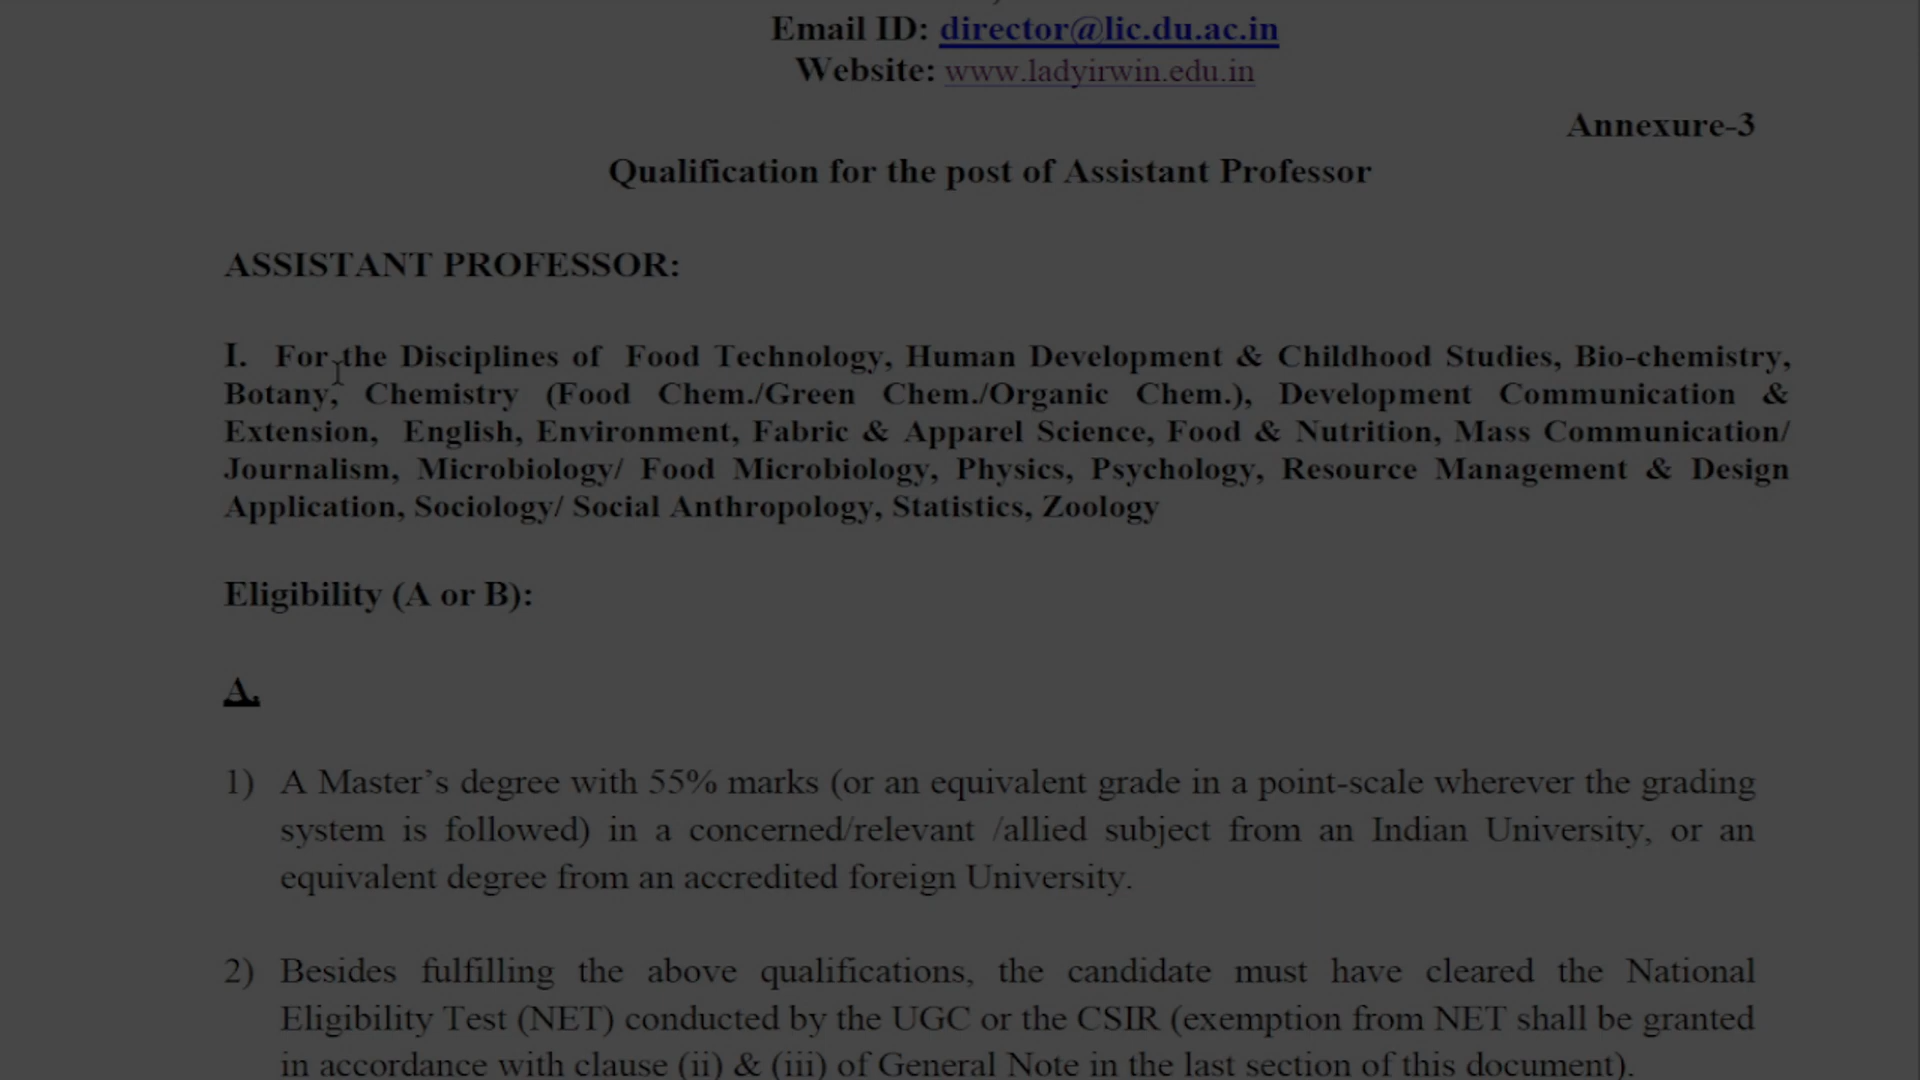 Email ID: director@lic.du.ac.in
Website: www.ladyirwin.edu.in
Annexure-3
Qualification for the post of Assistant Professor
ASSISTANT PROFESSOR:
I. For the Disciplines of Food Technology, Human Development & Childhood Studies, Bio-chemistry,
Botany, Chemistry (Food Chem./Green Chem./Organic Chem.), Development Communication &
Extension, English, Environment, Fabric & Apparel Science, Food & Nutrition, Mass Communication/
Journalism, Microbiology/ Food Microbiology, Physics, Psychology, Resource Management & Design
Application, Sociology/ Social Anthropology, Statistics, Zoology
Eligibility (A or B):
A.
1) A Master’s degree with 55% marks (or an equivalent grade in a point-scale wherever the grading
system is followed) in a concerned/relevant /allied subject from an Indian University, or an
equivalent degree from an accredited foreign University.
2) Besides fulfilling the above qualifications, the candidate must have cleared the National
Eligibility Test (NET) conducted by the UGC or the CSIR (exemption from NET shall be granted
in accordance with clause (ii) & (iii) of General Note in the last section of this document).